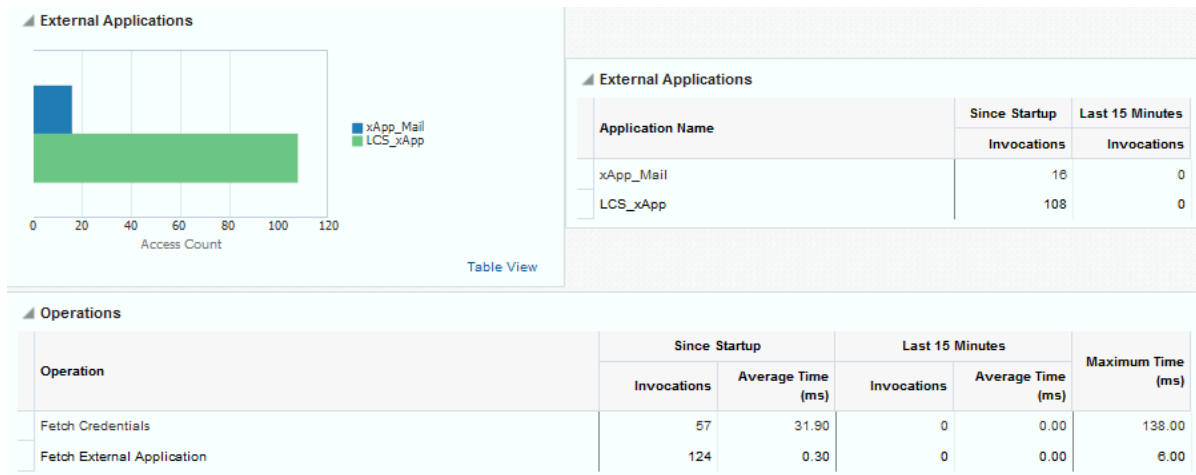 External Applications
xApp_Mail
LCS_xApp
0 20 40 60 80 100 120
Access Count
Table View
External Applications
Application Name Since Startup Last 15 Minutes
Invocations Invocations
xApp_Mail 16 0
LCS_xApp 108 0
Operations
Operation Since Startup Last 15 Minutes Maximum Time (ms)
Invocations Average Time (ms) Invocations Average Time (ms)
Fetch Credentials 57 31.90 0 0.00 138.00
Fetch External Application 124 0.30 0 0.00 6.00